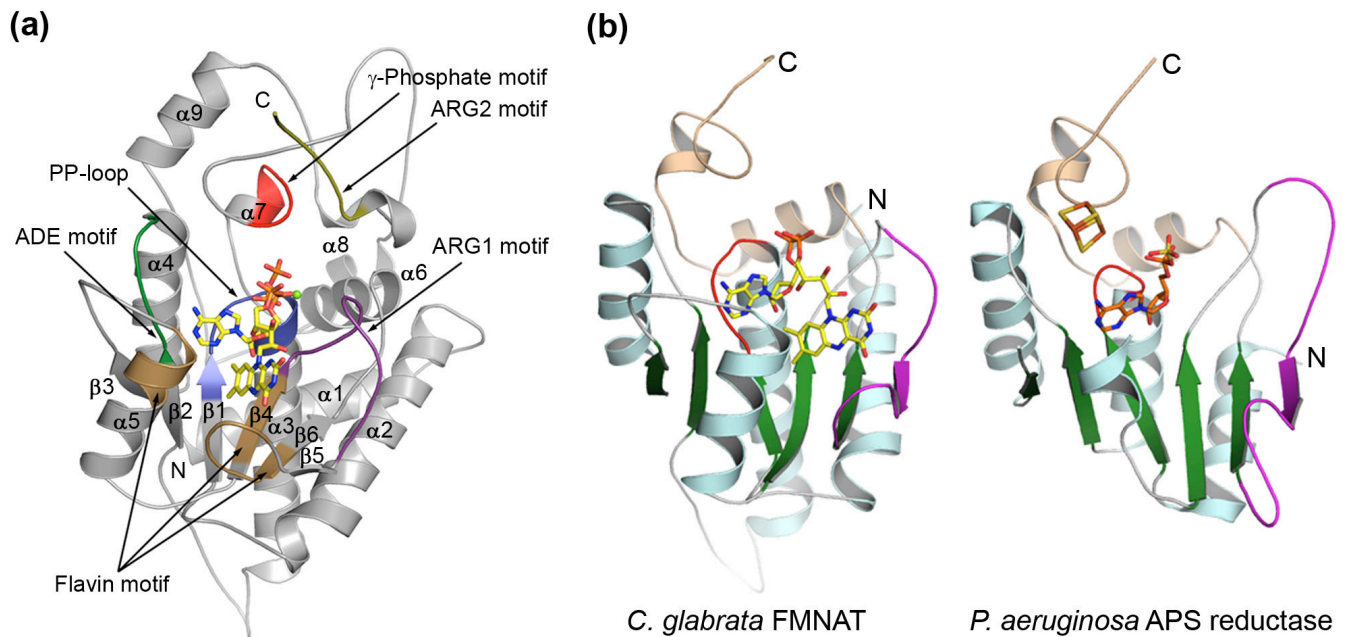 (a)
γ-Phosphate motif
C
ARG2 motif
α9
PP-loop
α7
ADE motif
α8
ARG1 motif
α4
α6
β3
α1
α5
β2
β1
β4
α3
α2
β6
β5
N
Flavin motif
(b)
C
N
C. glabrata FMNAT
C
N
P. aeruginosa APS reductase